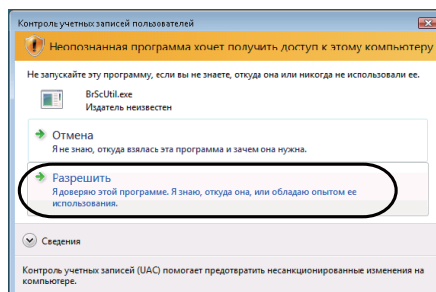 Контроль учетных записей пользователей
Неопознанная программа хочет получить доступ к этому компьютеру
Не запускайте эту программу, если вы не знаете, откуда она или никогда не использовали ее.
BrScUtil.exe
Издатель неизвестен
Отмена
Я не знаю, откуда взялась эта программа и зачем она нужна.
Разрешить
Я доверяю этой программе. Я знаю, откуда она, или обладаю опытом ее
использования.
Сведения
Контроль учетных записей (UAC) помогает предотвратить несанкционированные изменения на
компьютере.